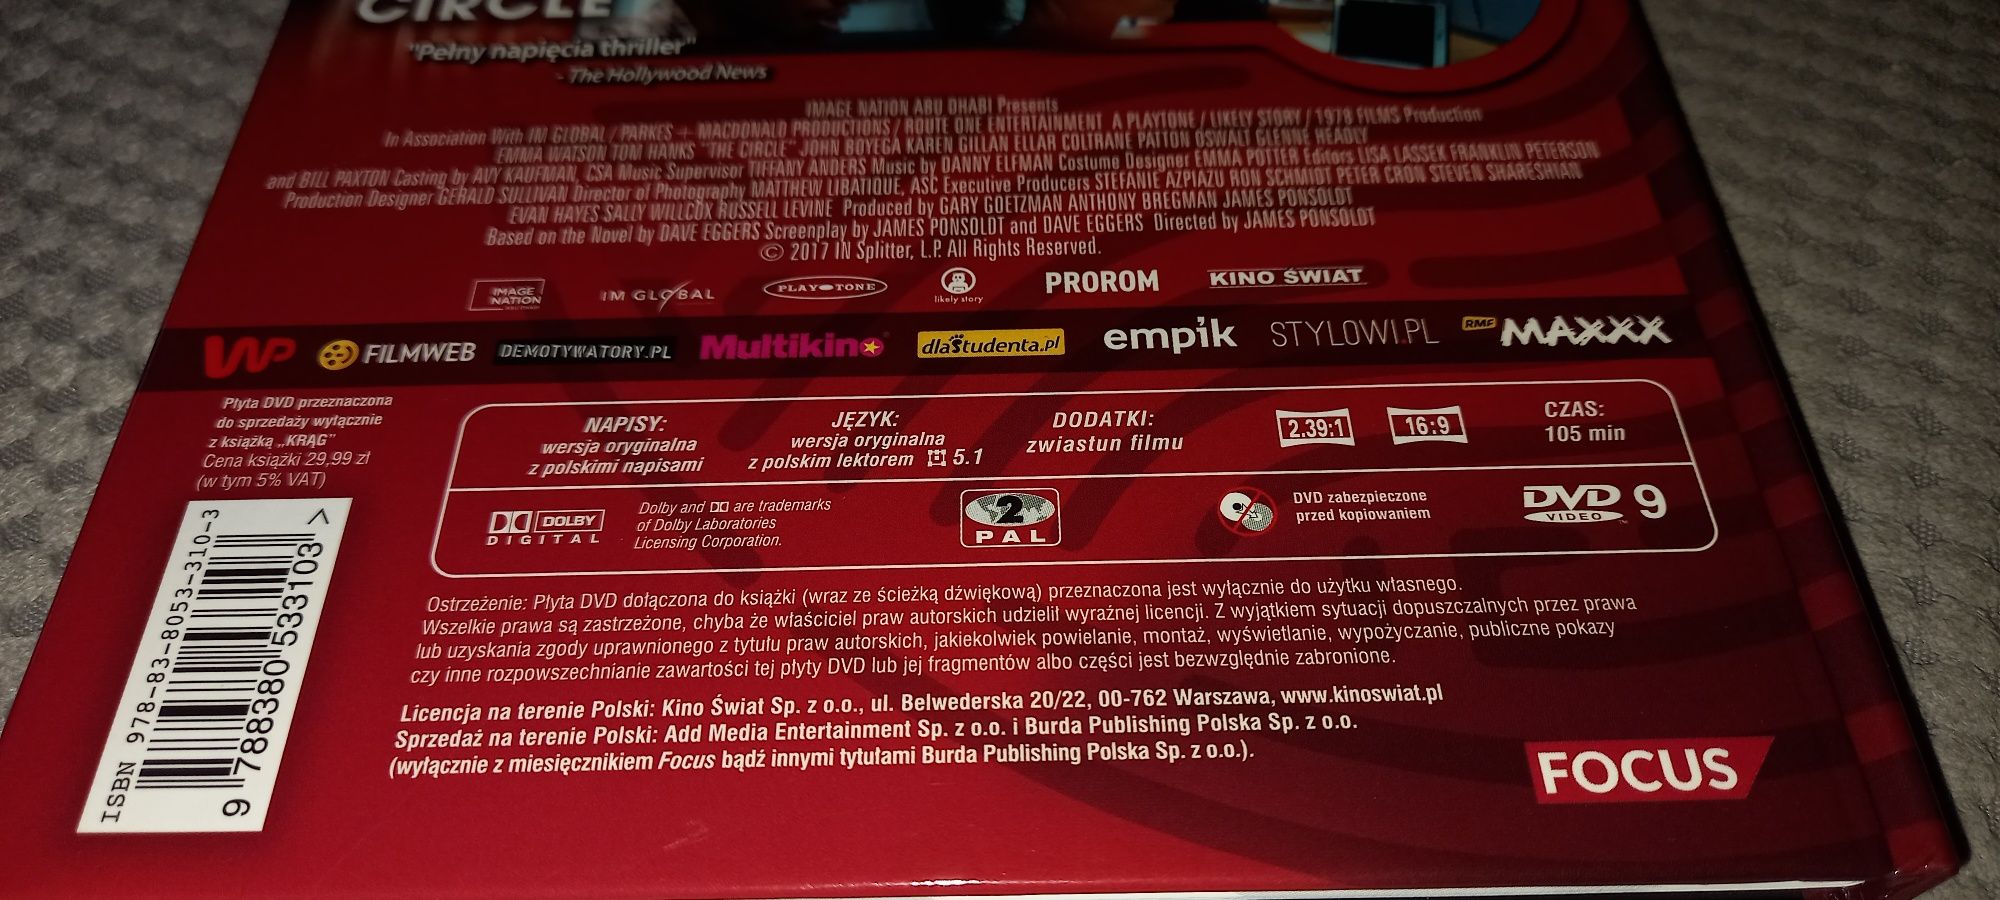 CIRCLE
"Pełny napięcia thriller"
- The Hollywood News
IMAGE NATION ABU DHABI Presents
In Association With IM GLOBAL / PARKES + MACDONALD PRODUCTIONS / ROUTE ONE ENTERTAINMENT A PLAYTONE / LIKELY STORY / 1978 FILMS Production
EMMA WATSON TOM HANKS "THE CIRCLE" JOHN BOYEGA KAREN GILLAN ELLAR COLTRANE PATTON OSWALT GLENNE HEADLY
and BILL PAXTON Casting by AVY KAUFMAN, CSA Music Supervisor TIFFANY ANDERS Music by DANNY ELFMAN Costume Designer EMMA POTTER Editors LISA LASSEK FRANKLIN PETERSON
Production Designer GERALD SULLIVAN Director of Photography MATTHEW LIBATIQUE, ASC Executive Producers STEFANIE AZPIAZU RON SCHMIDT PETER CRON STEVEN SHARESHIAN
EVAN HAYES SALLY WILLCOX RUSSELL LEVINE Produced by GARY GOETZMAN ANTHONY BREGMAN JAMES PONSOLDT
Based on the Novel by DAVE EGGERS Screenplay by JAMES PONSOLDT and DAVE EGGERS Directed by JAMES PONSOLDT
© 2017 IN Splitter, L.P. All Rights Reserved.
IMAGE NATION IM GLOBAL PLAYTONE likely story PROROM KINO ŚWIAT
WP FILMWEB DEMOTYWATORY.PL Multikino dlaStudenta.pl emp'k STYLOWI.PL RMF MAXXX
Płyta DVD przeznaczona
do sprzedaży wyłącznie
z książką „KRĄG"
Cena książki 29,99 zł
(w tym 5% VAT)
ISBN 978-83-8053-310-3
9 788380 533103 >
NAPISY:
wersja oryginalna
z polskimi napisami
JĘZYK:
wersja oryginalna
z polskim lektorem 5.1
DODATKI:
zwiastun filmu
2.39:1
16:9
CZAS:
105 min
DOLBY
DIGITAL
Dolby and are trademarks
of Dolby Laboratories
Licensing Corporation.
2
PAL
DVD zabezpieczone
przed kopiowaniem
DVD 9
VIDEO ™
Ostrzeżenie: Płyta DVD dołączona do książki (wraz ze ścieżką dźwiękową) przeznaczona jest wyłącznie do użytku własnego.
Wszelkie prawa są zastrzeżone, chyba że właściciel praw autorskich udzielił wyraźnej licencji. Z wyjątkiem sytuacji dopuszczalnych przez prawa
lub uzyskania zgody uprawnionego z tytułu praw autorskich, jakiekolwiek powielanie, montaż, wyświetlanie, wypożyczanie, publiczne pokazy
czy inne rozpowszechnianie zawartości tej płyty DVD lub jej fragmentów albo części jest bezwzględnie zabronione.
Licencja na terenie Polski: Kino Świat Sp. z o.o., ul. Belwederska 20/22, 00-762 Warszawa, www.kinoswiat.pl
Sprzedaż na terenie Polski: Add Media Entertainment Sp. z o.o. i Burda Publishing Polska Sp. z o.o.
(wyłącznie z miesięcznikiem Focus bądź innymi tytułami Burda Publishing Polska Sp. z o.o.).
FOCUS